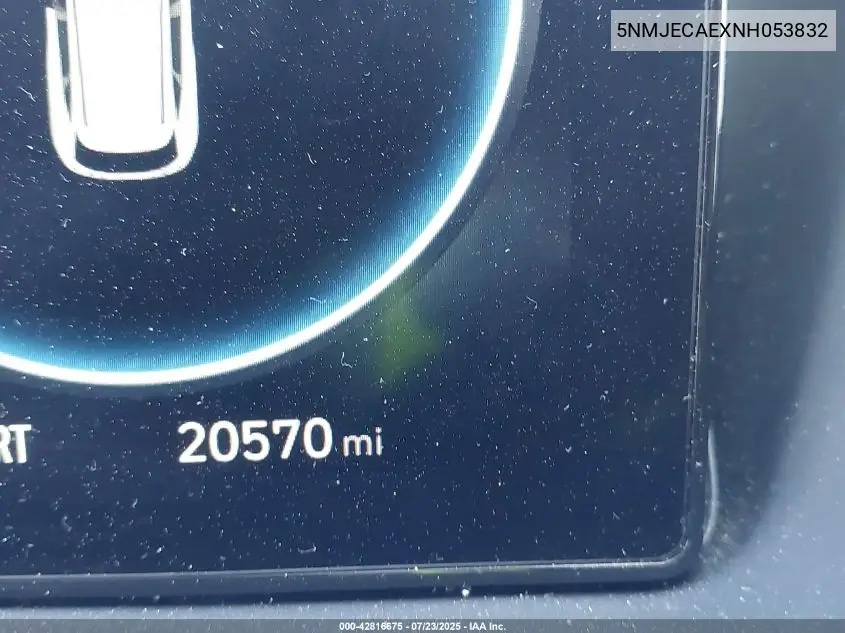 5NMJECAEXNH053832
RT
20570 mi
000-42816675 - 07/23/2025 - IAA Inc.